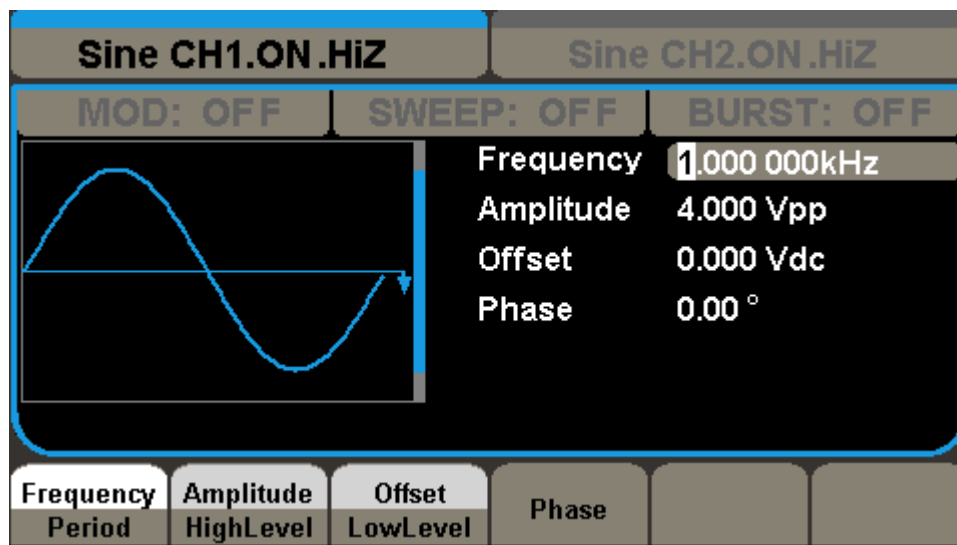 Sine CH1.ON.HiZ
Sine CH2.ON.HiZ
MOD: OFF
SWEEP: OFF
BURST: OFF
Frequency 1.000 000kHz
Amplitude 4.000 Vpp
Offset 0.000 Vdc
Phase 0.00 °
Frequency Amplitude Offset Phase
Period HighLevel LowLevel